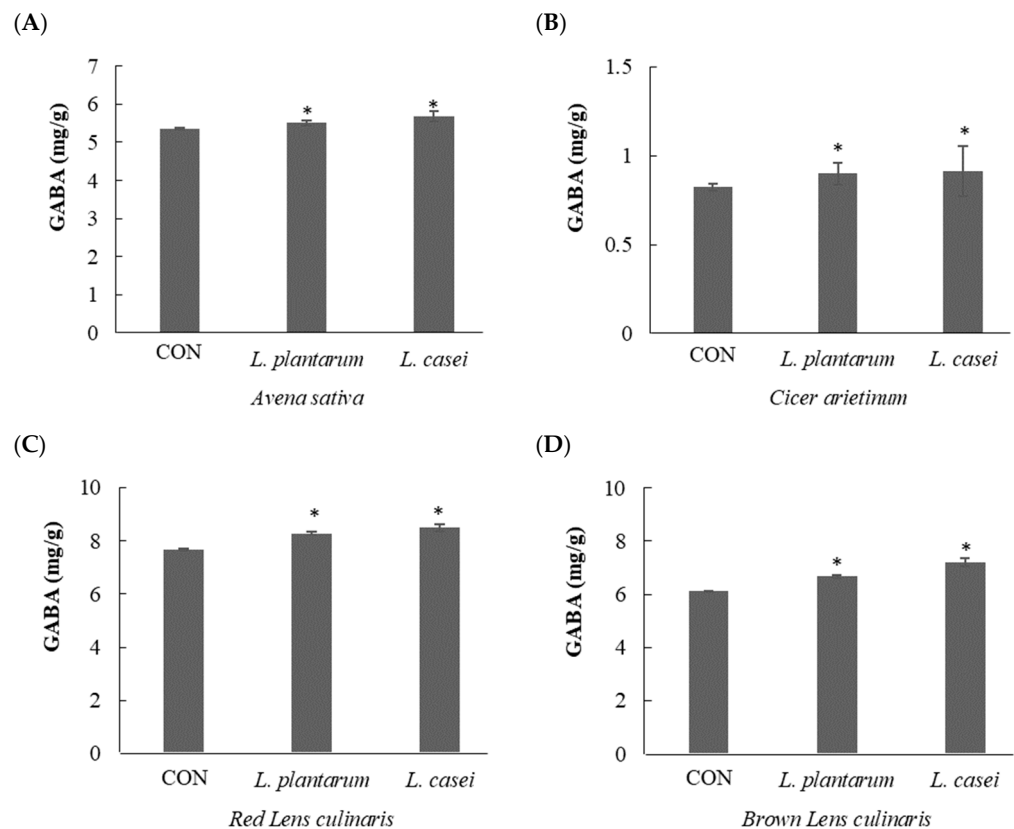 (A)
GABA (mg/g)
7
6
5
4
3
2
1
0
*
*
CON
L. plantarum
L. casei
Avena sativa
(B)
GABA (mg/g)
1.5
1
0.5
0
*
*
CON
L. plantarum
L. casei
Cicer arietinum
(C)
GABA (mg/g)
10
8
6
4
2
0
*
*
CON
L. plantarum
L. casei
Red Lens culinaris
(D)
GABA (mg/g)
10
8
6
4
2
0
*
*
CON
L. plantarum
L. casei
Brown Lens culinaris